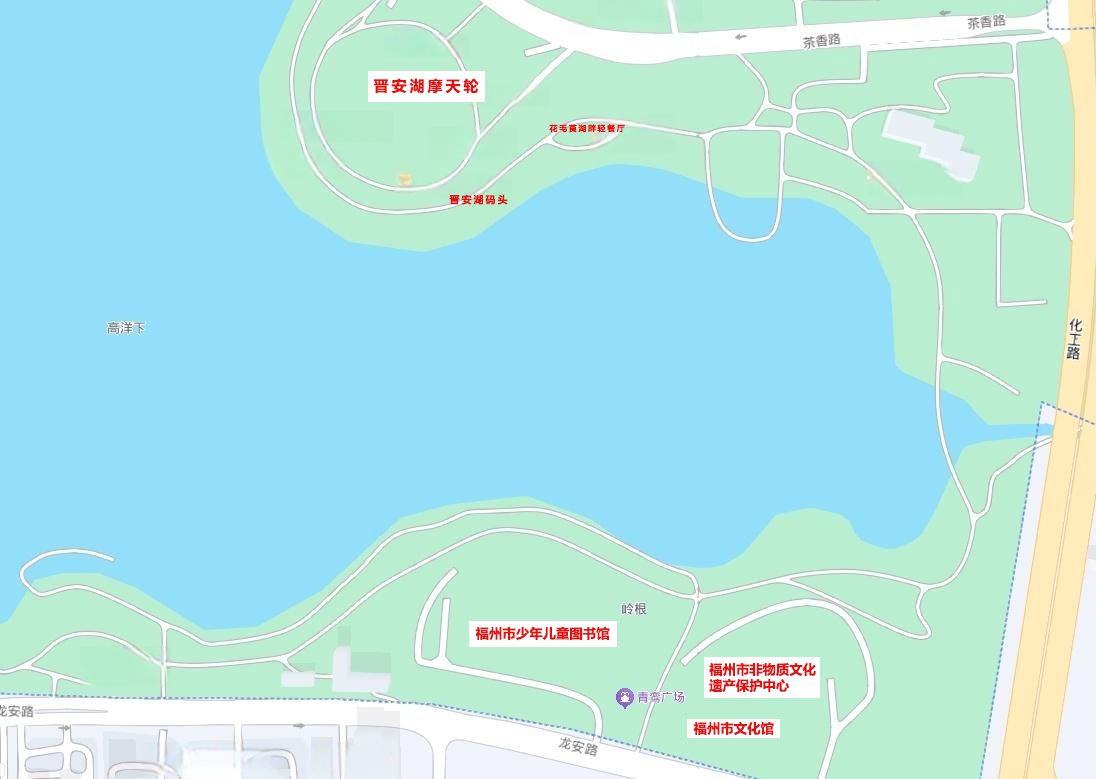 茶香路
茶香路
晋安湖摩天轮
花毛茛湖畔轻餐厅
晋安湖码头
高洋下
化工路
岭根
福州市少年儿童图书馆
福州市非物质文化
遗产保护中心
青鸾广场
龙安路
福州市文化馆
龙安路